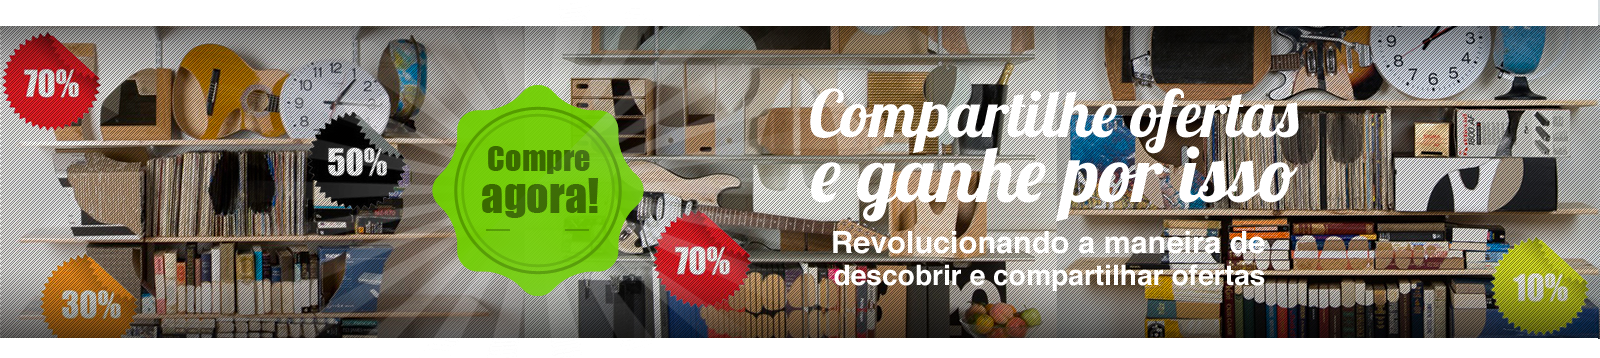 70%
50%
30%
Compre
agora!
70%
Compartilhe ofertas
e ganhe por isso
Revolucionando a maneira de
descobrir e compartilhar ofertas
10%